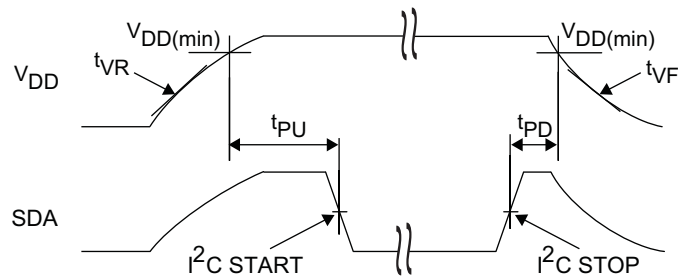 VDD(min) VDD(min)
tVR tVF
VDD
tPU tPD
SDA
I2C START I2C STOP